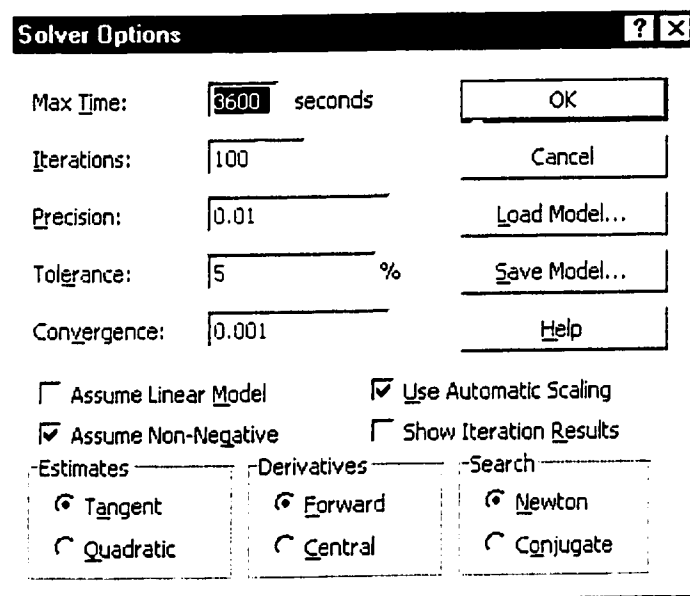 Solver Options ? X
Max Time: 3600 seconds OK
Iterations: 100 Cancel
Precision: 0.01 Load Model...
Tolerance: 5 % Save Model...
Convergence: 0.001 Help
Assume Linear Model Use Automatic Scaling
Assume Non-Negative Show Iteration Results
Estimates Derivatives Search
Tangent Forward Newton
Quadratic Central Conjugate